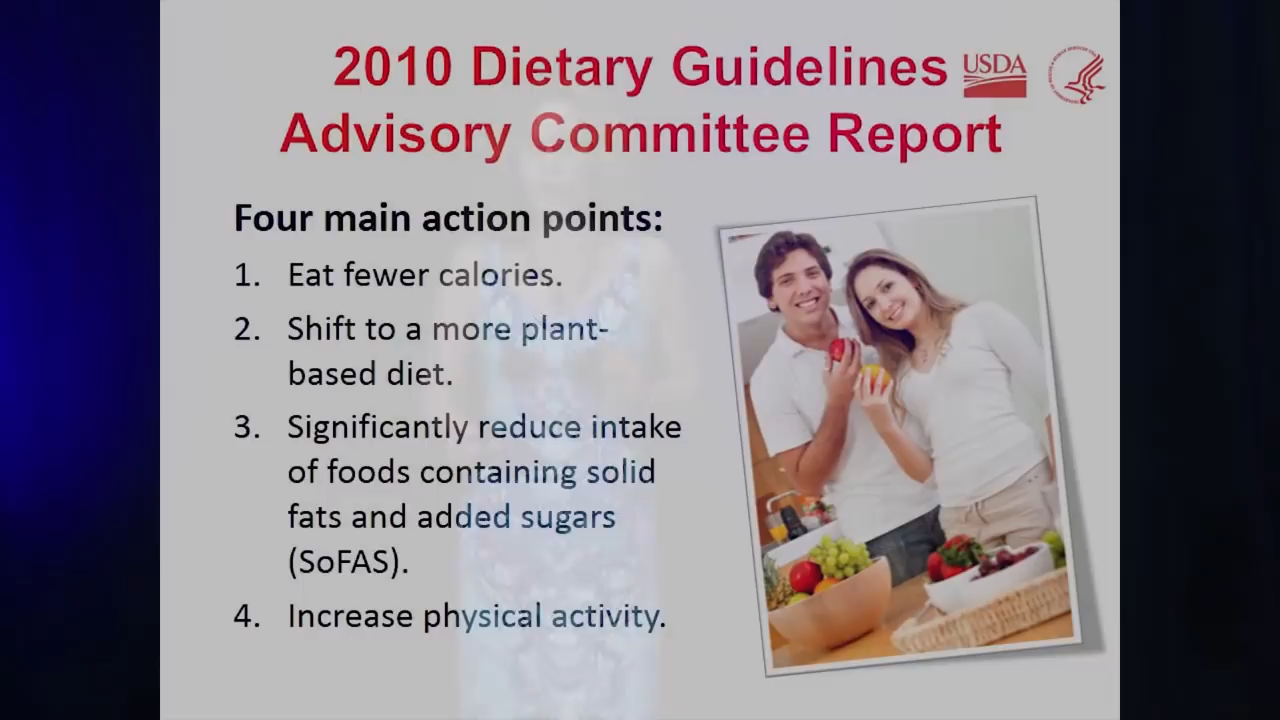 2010 Dietary Guidelines
USDA
Advisory Committee Report
Four main action points:
1. Eat fewer calories.
2. Shift to a more plant-
based diet.
3. Significantly reduce intake
of foods containing solid
fats and added sugars
(SoFAS).
4. Increase physical activity.